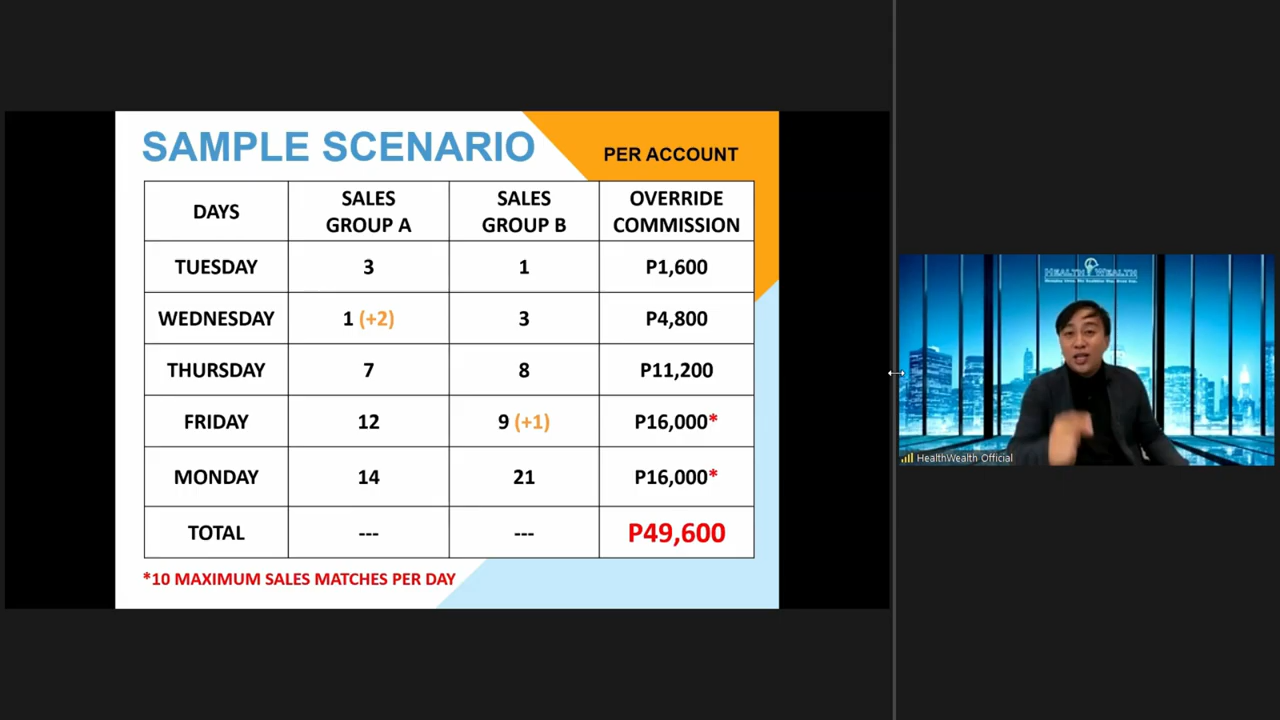 SAMPLE SCENARIO
PER ACCOUNT
DAYS
SALES
GROUP A
SALES
GROUP B
OVERRIDE
COMMISSION
TUESDAY 3 1 P1,600
WEDNESDAY 1 (+2) 3 P4,800
THURSDAY 7 8 P11,200
FRIDAY 12 9 (+1) P16,000*
MONDAY 14 21 P16,000*
TOTAL --- --- P49,600
*10 MAXIMUM SALES MATCHES PER DAY
HEALTH WEALTH
HealthWealth Official